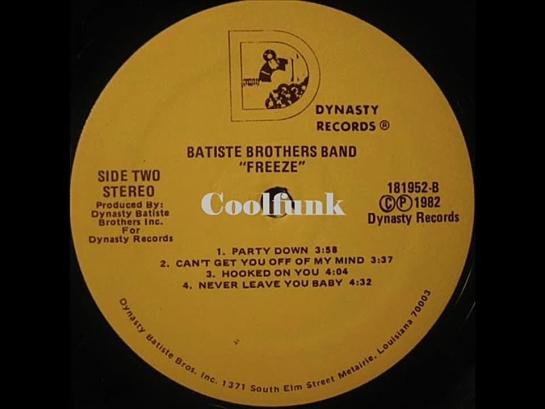 DYNASTY
RECORDS ®
BATISTE BROTHERS BAND
"FREEZE"
SIDE TWO
STEREO
Produced By:
Dynasty Batiste
Brothers Inc.
For
Dynasty Records
181952-B
©℗ 1982
Dynasty Records
Coolfunk
1. PARTY DOWN 3:58
2. CAN'T GET YOU OFF OF MY MIND 3:37
3. HOOKED ON YOU 4:04
4. NEVER LEAVE YOU BABY 4:32
Dynasty Batiste Bros. Inc. 1371 South Elm Street Metairie, Louisiana 70003